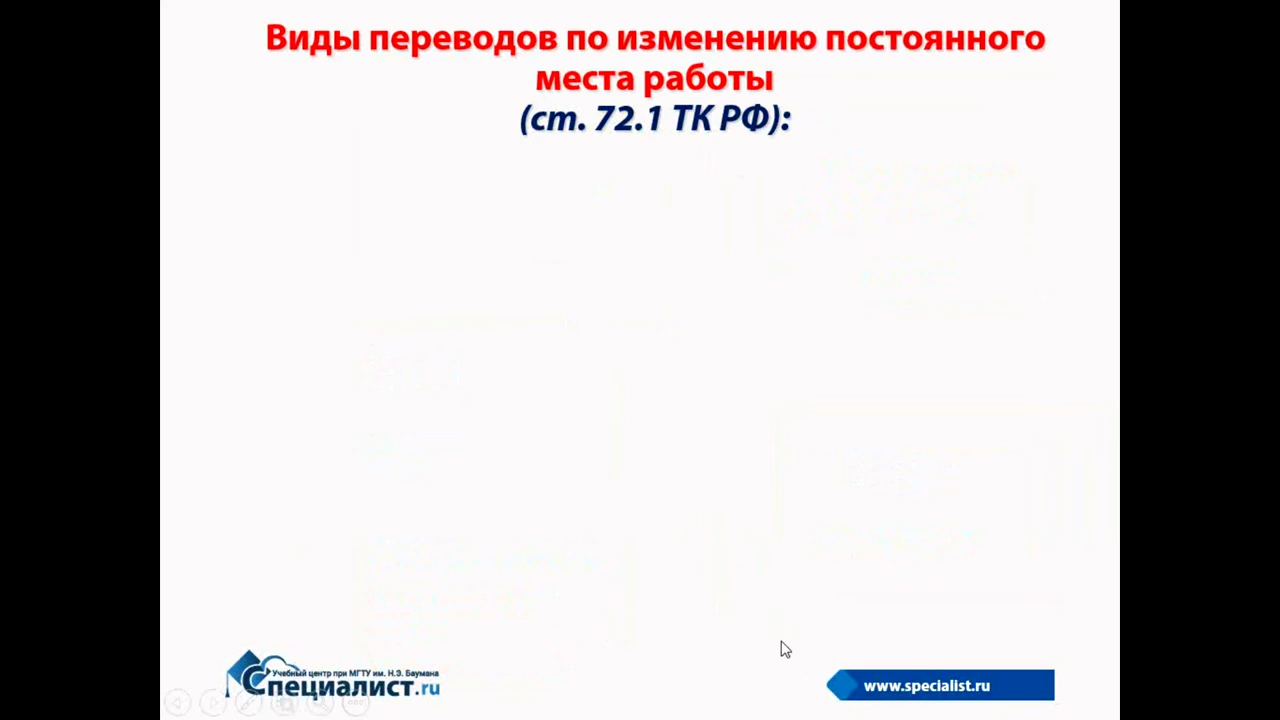 Виды переводов по изменению постоянного
места работы
(ст. 72.1 ТК РФ):
Учебный центр при МГТУ им. Н.Э. Баумана
Специалист.ru
www.specialist.ru